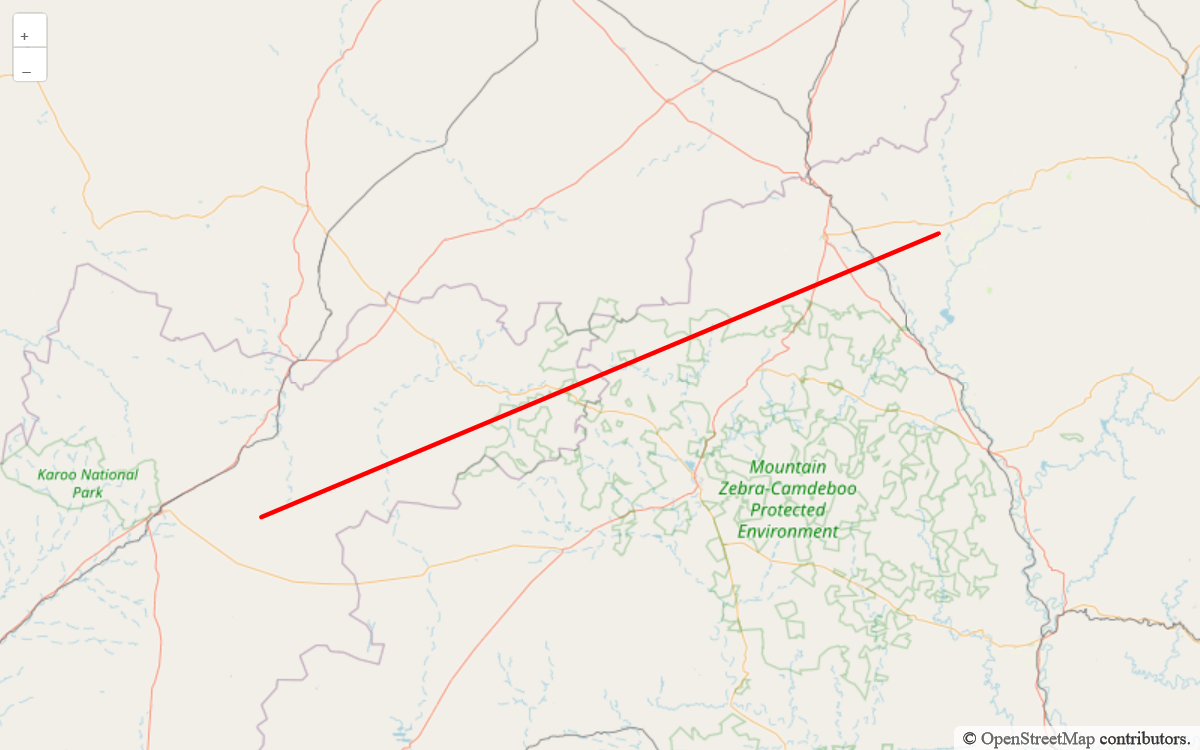 +
–
Karoo National
Park
Mountain
Zebra-Camdeboo
Protected
Environment
© OpenStreetMap contributors.